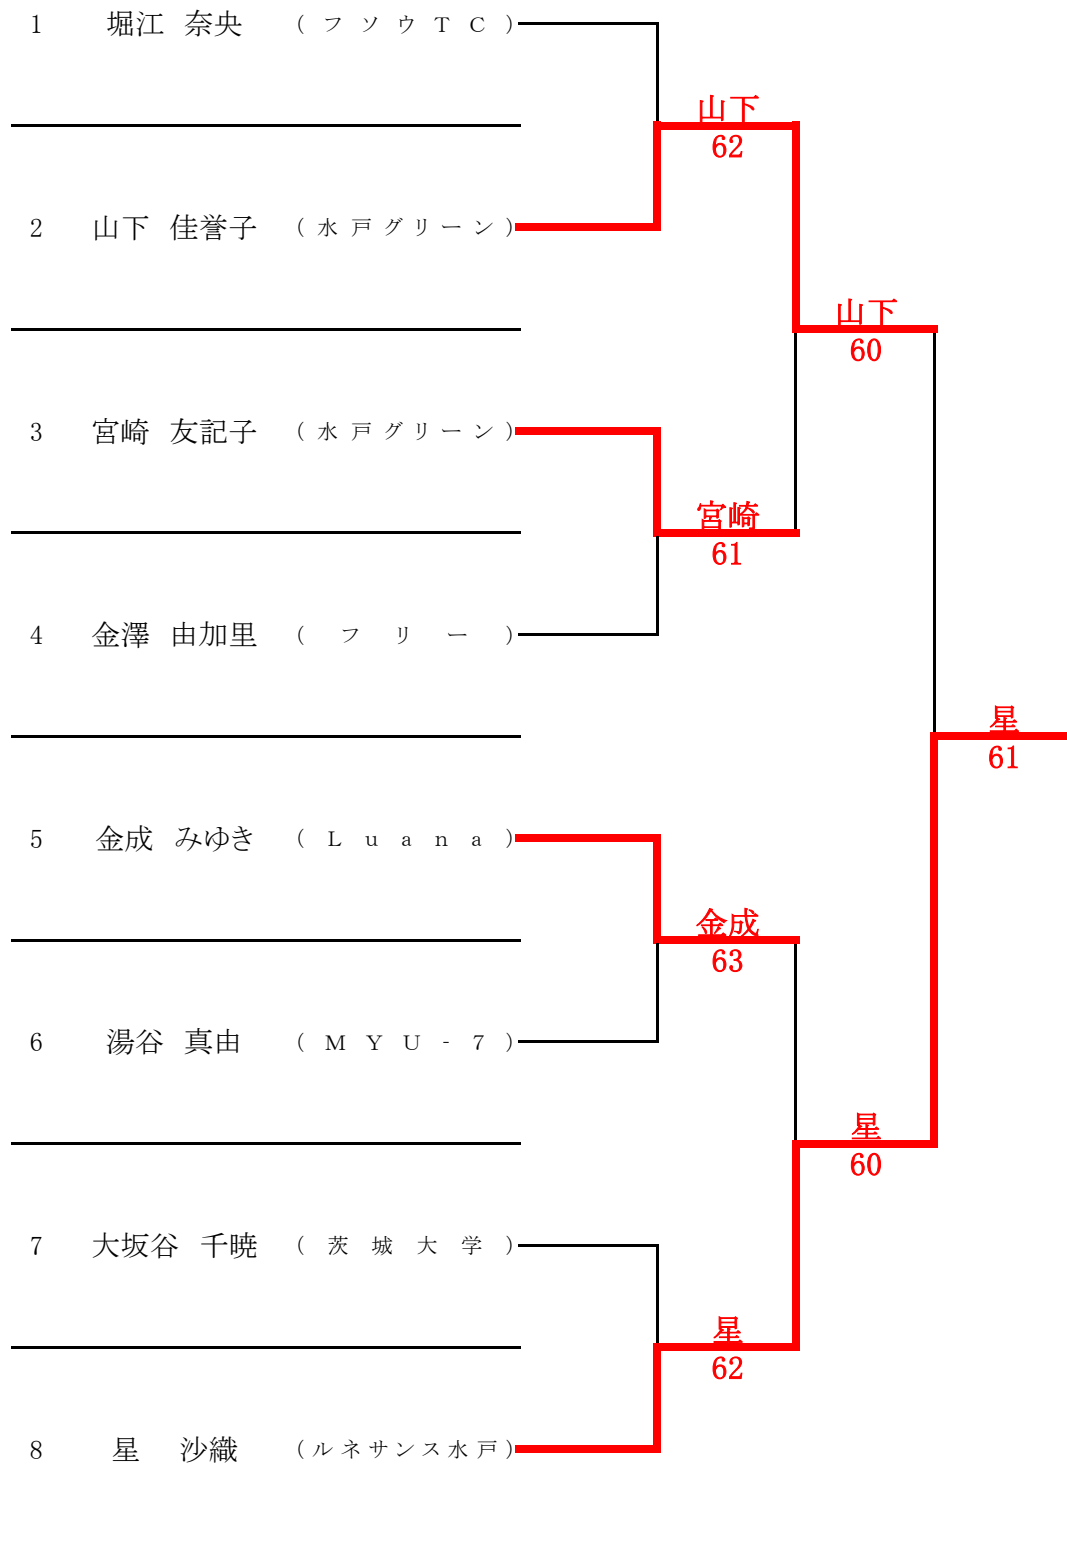 1 堀江 奈央 (フソウTC)
山下
62
2 山下 佳誉子 (水戸グリーン)
山下
60
3 宮崎 友記子 (水戸グリーン)
宮崎
61
4 金澤 由加里 (フリー)
星
61
5 金成 みゆき (Luana)
金成
63
6 湯谷 真由 (MYU-7)
星
60
7 大坂谷 千暁 (茨城大学)
星
62
8 星 沙織 (ルネサンス水戸)